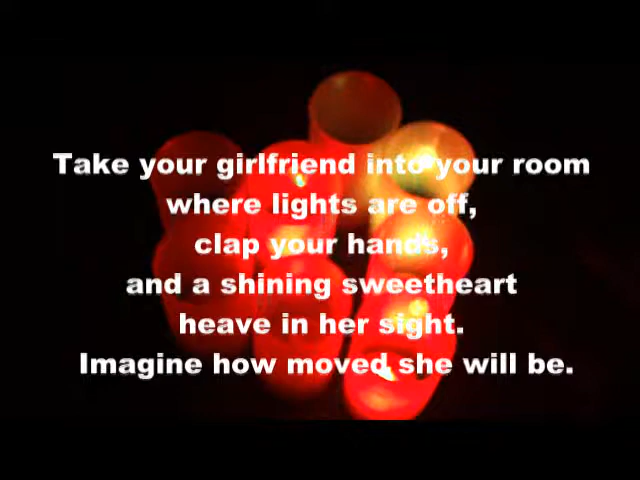 Take your girlfriend into your room
where lights are off,
clap your hands,
and a shining sweetheart
heave in her sight.
Imagine how moved she will be.